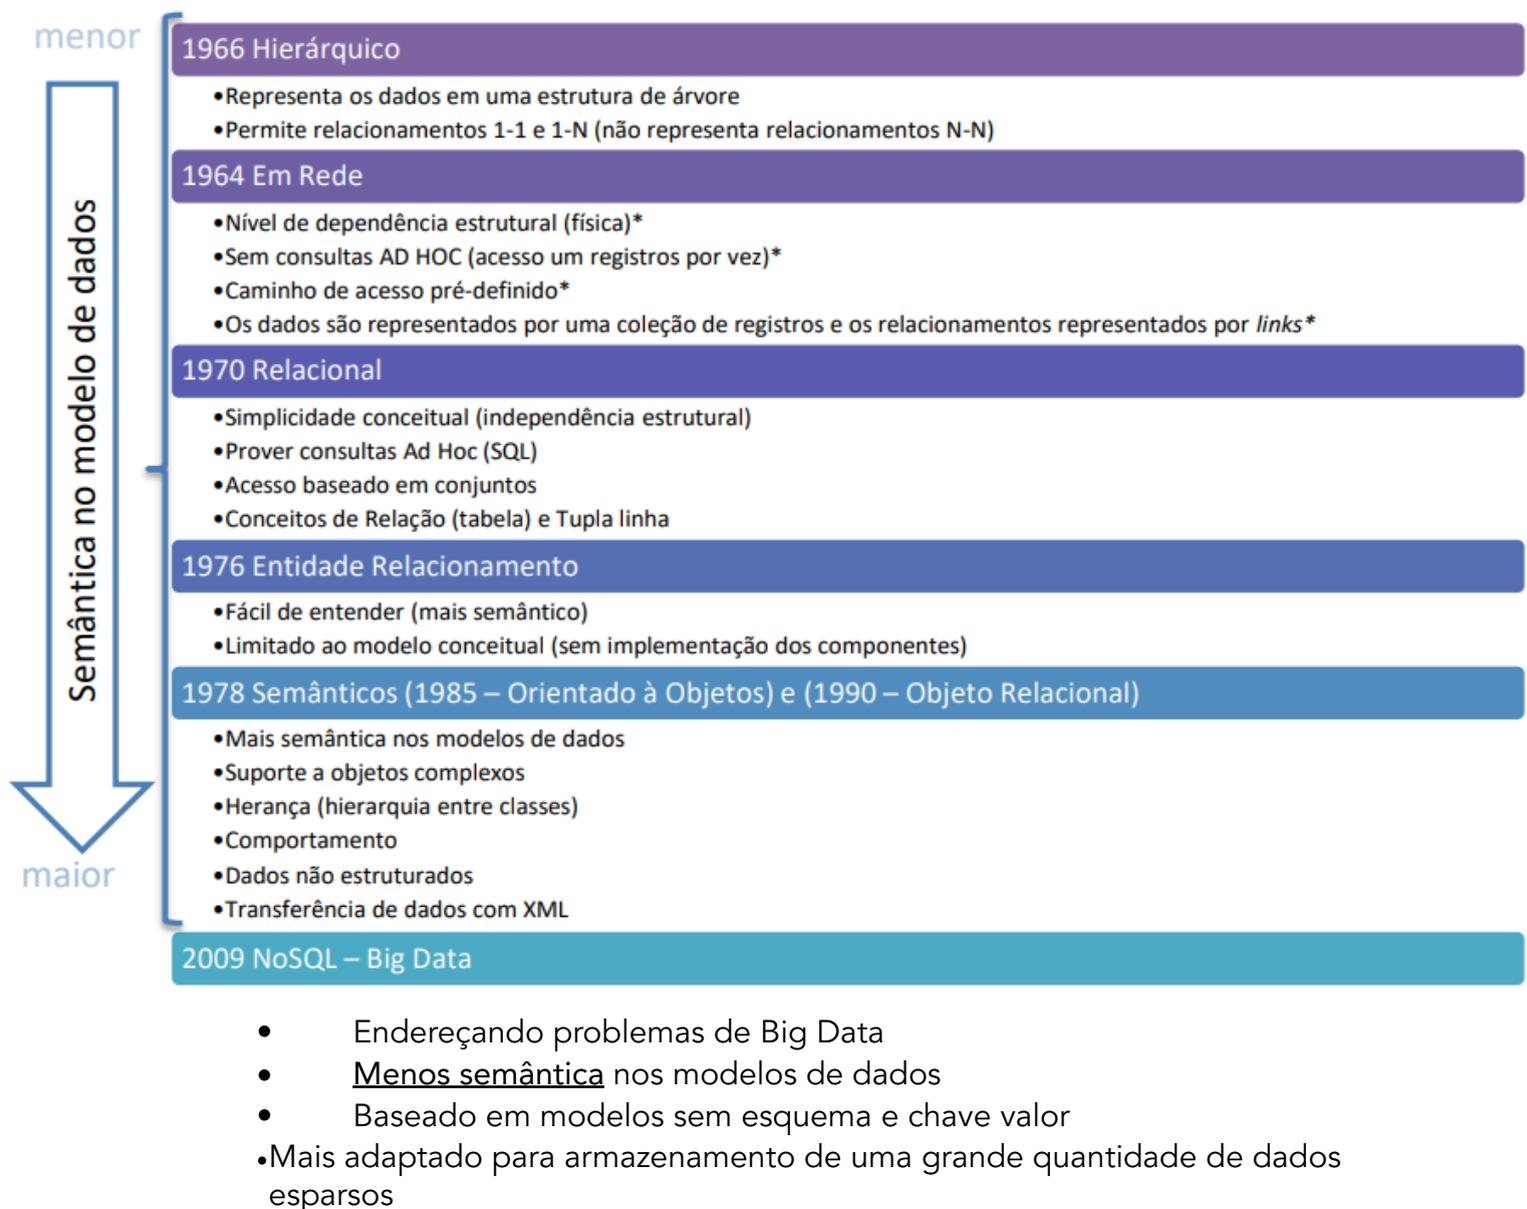 menor
Semântica no modelo de dados
maior
1966 Hierárquico
•Representa os dados em uma estrutura de árvore
•Permite relacionamentos 1-1 e 1-N (não representa relacionamentos N-N)
1964 Em Rede
•Nível de dependência estrutural (física)*
•Sem consultas AD HOC (acesso um registros por vez)*
•Caminho de acesso pré-definido*
•Os dados são representados por uma coleção de registros e os relacionamentos representados por links*
1970 Relacional
•Simplicidade conceitual (independência estrutural)
•Prover consultas Ad Hoc (SQL)
•Acesso baseado em conjuntos
•Conceitos de Relação (tabela) e Tupla linha
1976 Entidade Relacionamento
•Fácil de entender (mais semântico)
•Limitado ao modelo conceitual (sem implementação dos componentes)
1978 Semânticos (1985 – Orientado à Objetos) e (1990 – Objeto Relacional)
•Mais semântica nos modelos de dados
•Suporte a objetos complexos
•Herança (hierarquia entre classes)
•Comportamento
•Dados não estruturados
•Transferência de dados com XML
2009 NoSQL – Big Data
• Endereçando problemas de Big Data
• Menos semântica nos modelos de dados
• Baseado em modelos sem esquema e chave valor
•Mais adaptado para armazenamento de uma grande quantidade de dados
esparsos